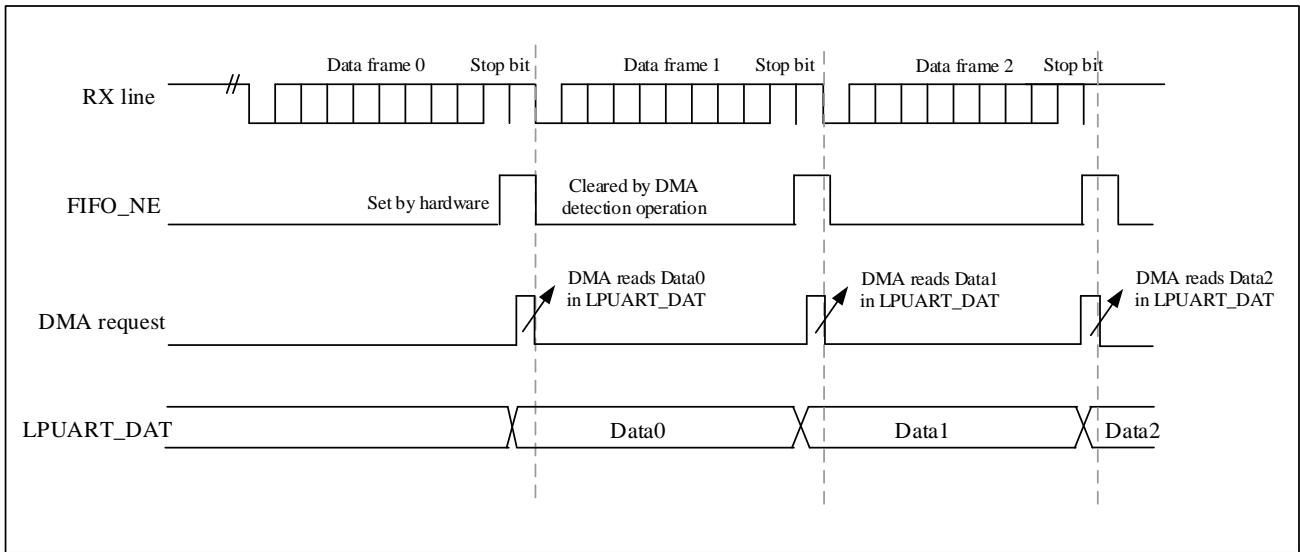 Data frame 0
Stop bit
Data frame 1
Stop bit
Data frame 2
Stop bit
RX line
FIFO_NE
Set by hardware
Cleared by DMA
detection operation
DMA request
DMA reads Data0
in LPUART_DAT
DMA reads Data1
in LPUART_DAT
DMA reads Data2
in LPUART_DAT
LPUART_DAT
Data0
Data1
Data2